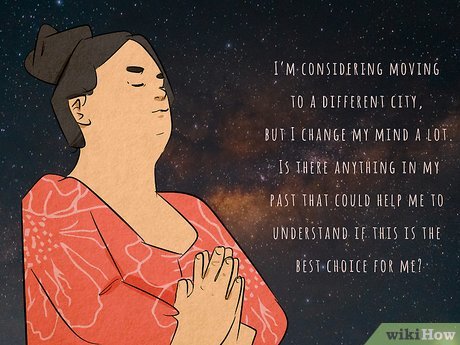 I'M CONSIDERING MOVING
TO A DIFFERENT CITY,
BUT I CHANGE MY MIND A LOT.
IS THERE ANYTHING IN MY
PAST THAT COULD HELP ME TO
UNDERSTAND IF THIS IS THE
BEST CHOICE FOR ME?
wikiHow